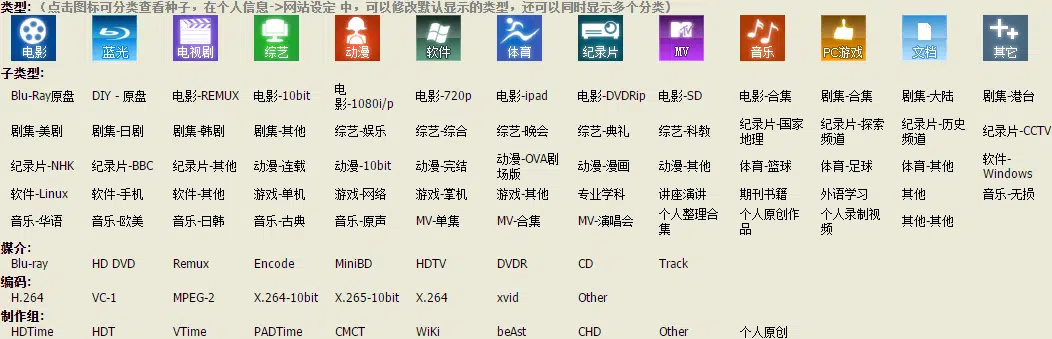 类型:（点击图标可分类查看种子，在个人信息->网站设定 中，可以修改默认显示的类型，还可以同时显示多个分类）
电影 蓝光 电视剧 综艺 动漫 软件 体育 纪录片 MV 音乐 PC游戏 文档 其它
子类型:
Blu-Ray原盘 DIY - 原盘 电影-REMUX 电影-10bit 电影-1080i/p 电影-720p 电影-ipad 电影-DVDRip 电影-SD 电影-合集 剧集-合集 剧集-大陆 剧集-港台
剧集-美剧 剧集-日剧 剧集-韩剧 剧集-其他 综艺-娱乐 综艺-综合 综艺-晚会 综艺-典礼 综艺-科教 纪录片-国家地理 纪录片-探索频道 纪录片-历史频道 纪录片-CCTV
纪录片-NHK 纪录片-BBC 纪录片-其他 动漫-连载 动漫-10bit 动漫-完结 动漫-OVA剧场版 动漫-漫画 动漫-其他 体育-篮球 体育-足球 体育-其他 软件-Windows
软件-Linux 软件-手机 软件-其他 游戏-单机 游戏-网络 游戏-掌机 游戏-其他 专业学科 讲座演讲 期刊书籍 外语学习 其他 音乐-无损
音乐-华语 音乐-欧美 音乐-日韩 音乐-古典 音乐-原声 MV-单集 MV-合集 MV-演唱会 个人整理合集 个人原创作品 个人录制视频 其他-其他
媒介:
Blu-ray HD DVD Remux Encode MiniBD HDTV DVDR CD Track
编码:
H.264 VC-1 MPEG-2 X.264-10bit X.265-10bit X.264 xvid Other
制作组:
HDTime HDT VTime PADTime CMCT WiKi beAst CHD Other 个人原创